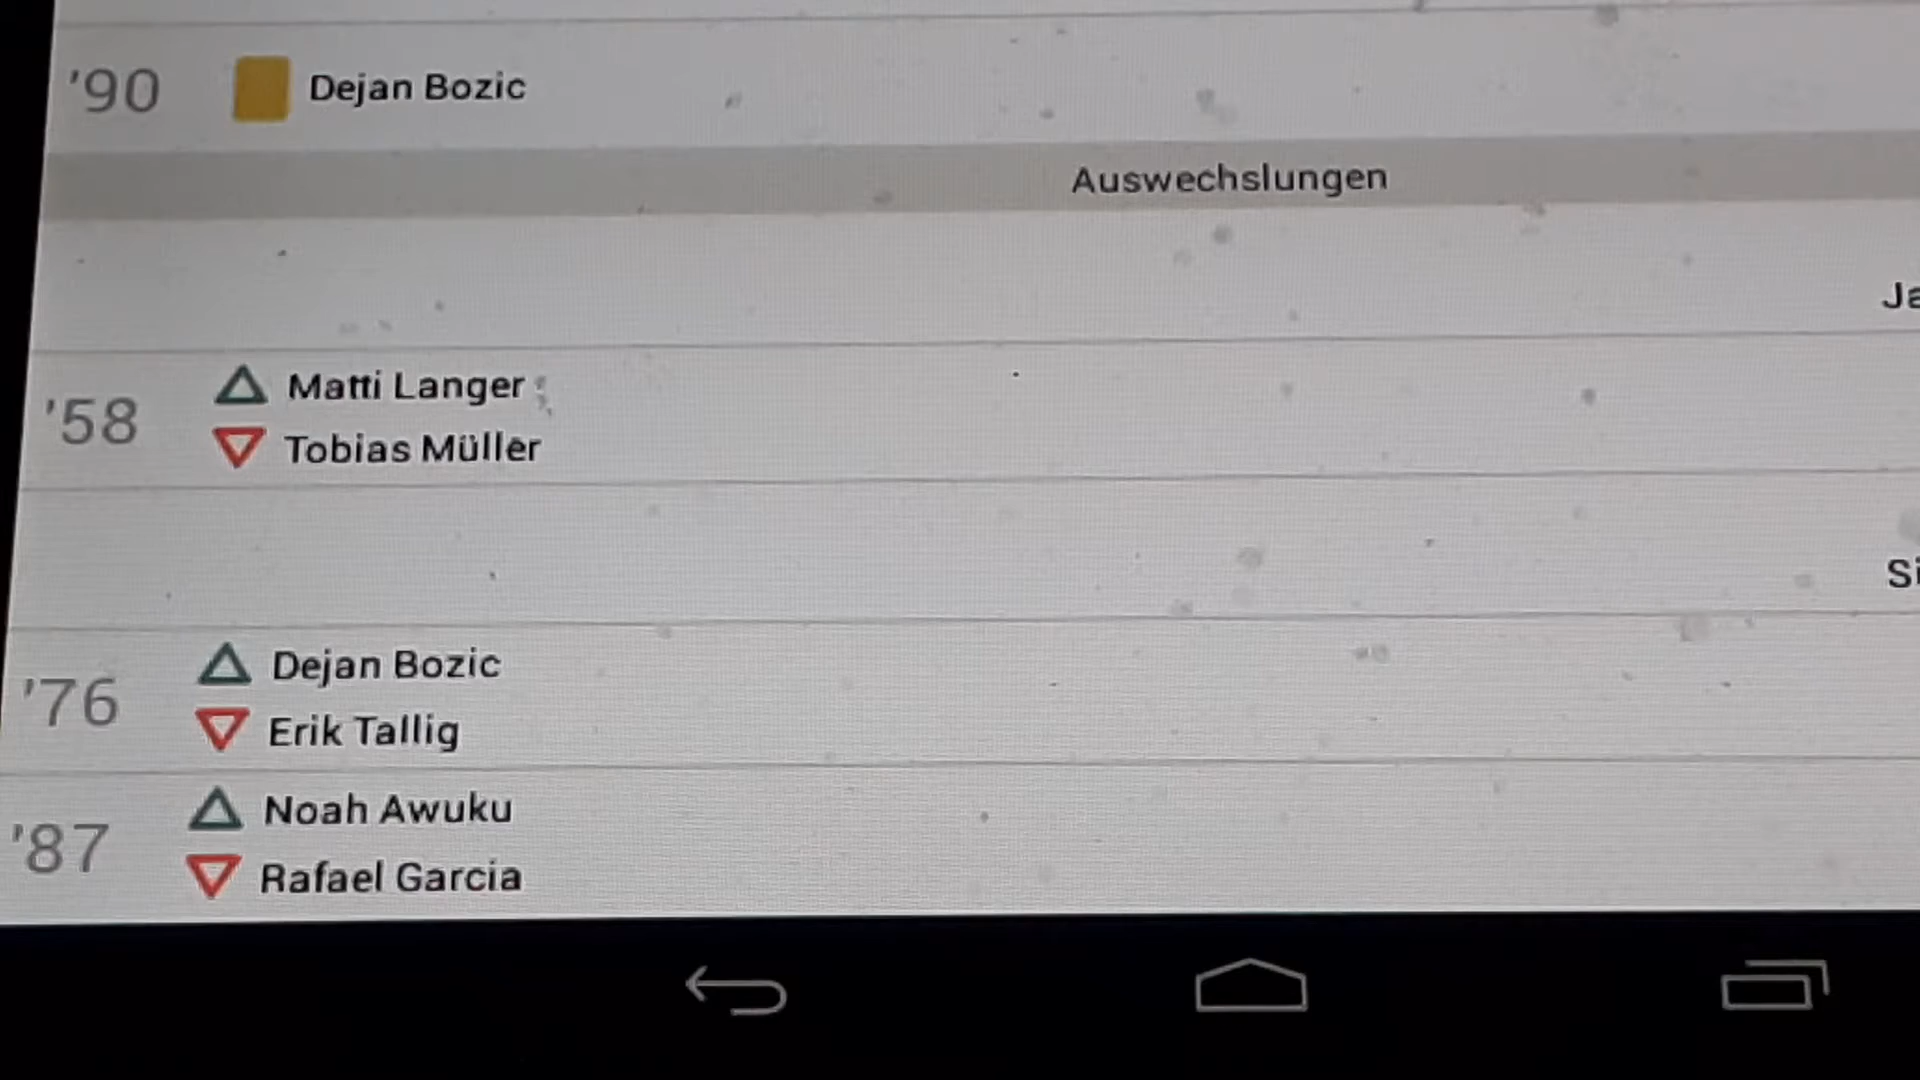 '90 Dejan Bozic
Auswechslungen
'58 Matti Langer
Tobias Müller
'76 Dejan Bozic
Erik Tallig
'87 Noah Awuku
Rafael Garcia